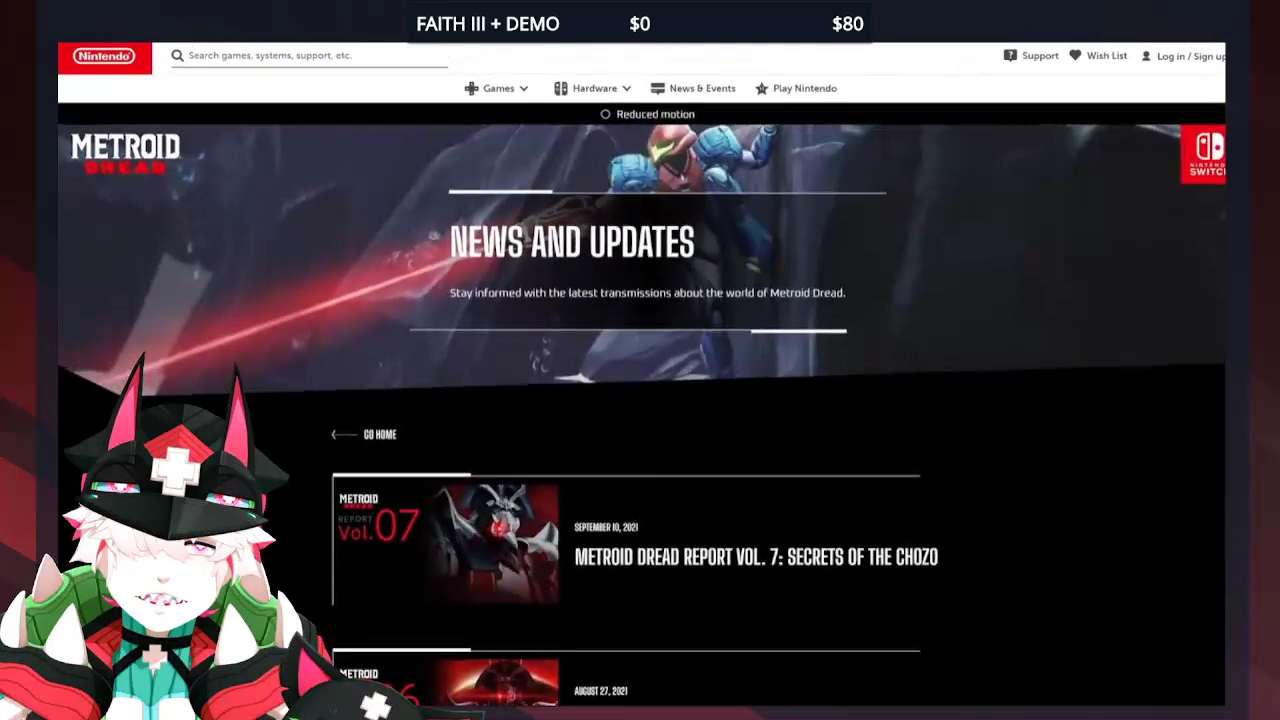 FAITH III + DEMO $0 $80
Nintendo
Search games, systems, support, etc.
Support Wish List Log in / Sign up
Games Hardware News & Events Play Nintendo
Reduced motion
METROID
DREAD
NINTENDO
SWITCH
NEWS AND UPDATES
Stay informed with the latest transmissions about the world of Metroid Dread.
GO HOME
METROID
DREAD
REPORT
Vol.07
SEPTEMBER 10, 2021
METROID DREAD REPORT VOL. 7: SECRETS OF THE CHOZO
METROID
6
AUGUST 27, 2021